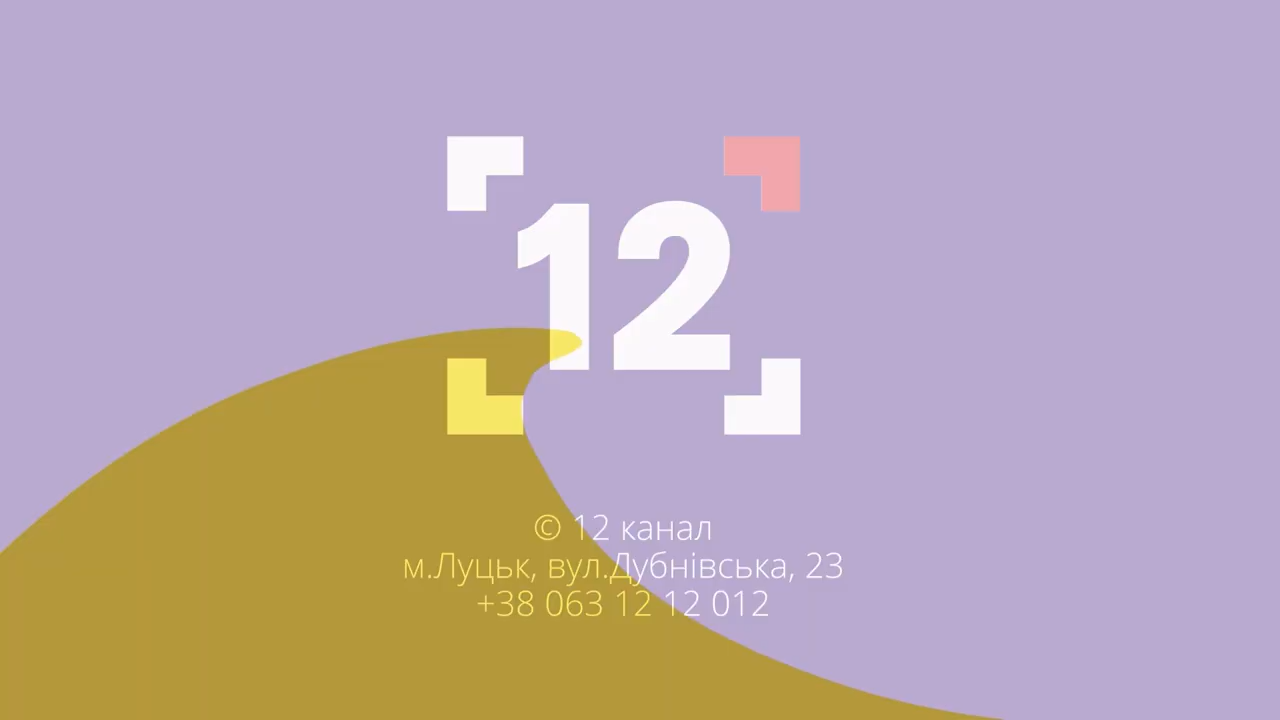 12
© 12 канал
м.Луцьк, вул.Дубнівська, 23
+38 063 12 12 012